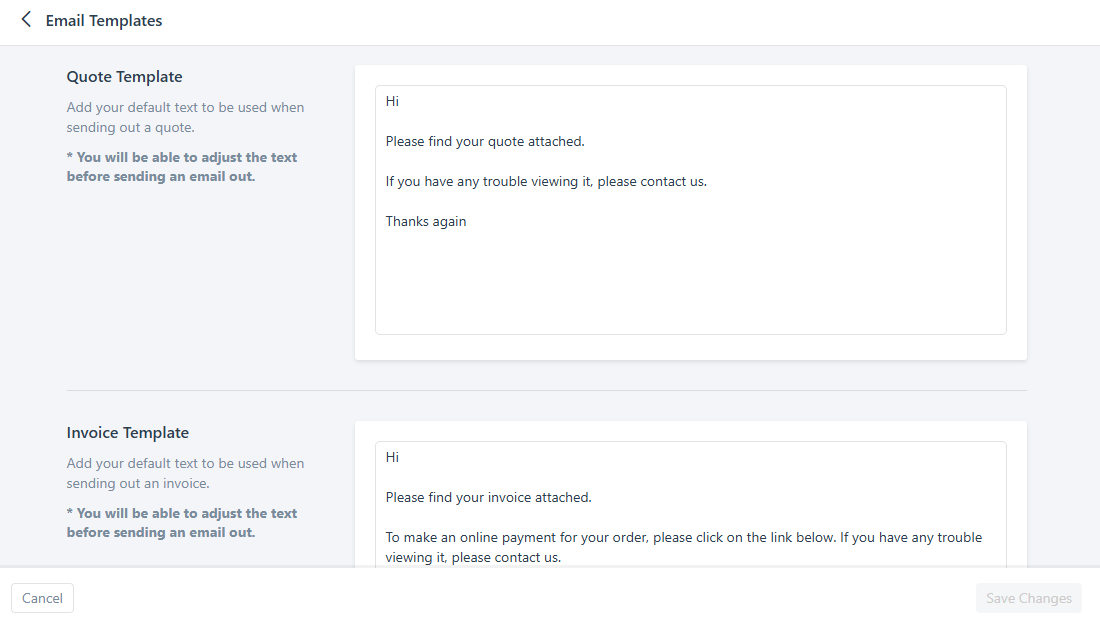 Email Templates
Quote Template
Add your default text to be used when
sending out a quote.
* You will be able to adjust the text
before sending an email out.
Hi
Please find your quote attached.
If you have any trouble viewing it, please contact us.
Thanks again
Invoice Template
Add your default text to be used when
sending out an invoice.
* You will be able to adjust the text
before sending an email out.
Hi
Please find your invoice attached.
To make an online payment for your order, please click on the link below. If you have any trouble
viewing it, please contact us.
Cancel
Save Changes